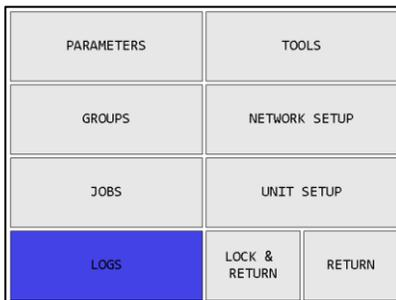 PARAMETERS
TOOLS
GROUPS
NETWORK SETUP
JOBS
UNIT SETUP
LOGS
LOCK &
RETURN
RETURN